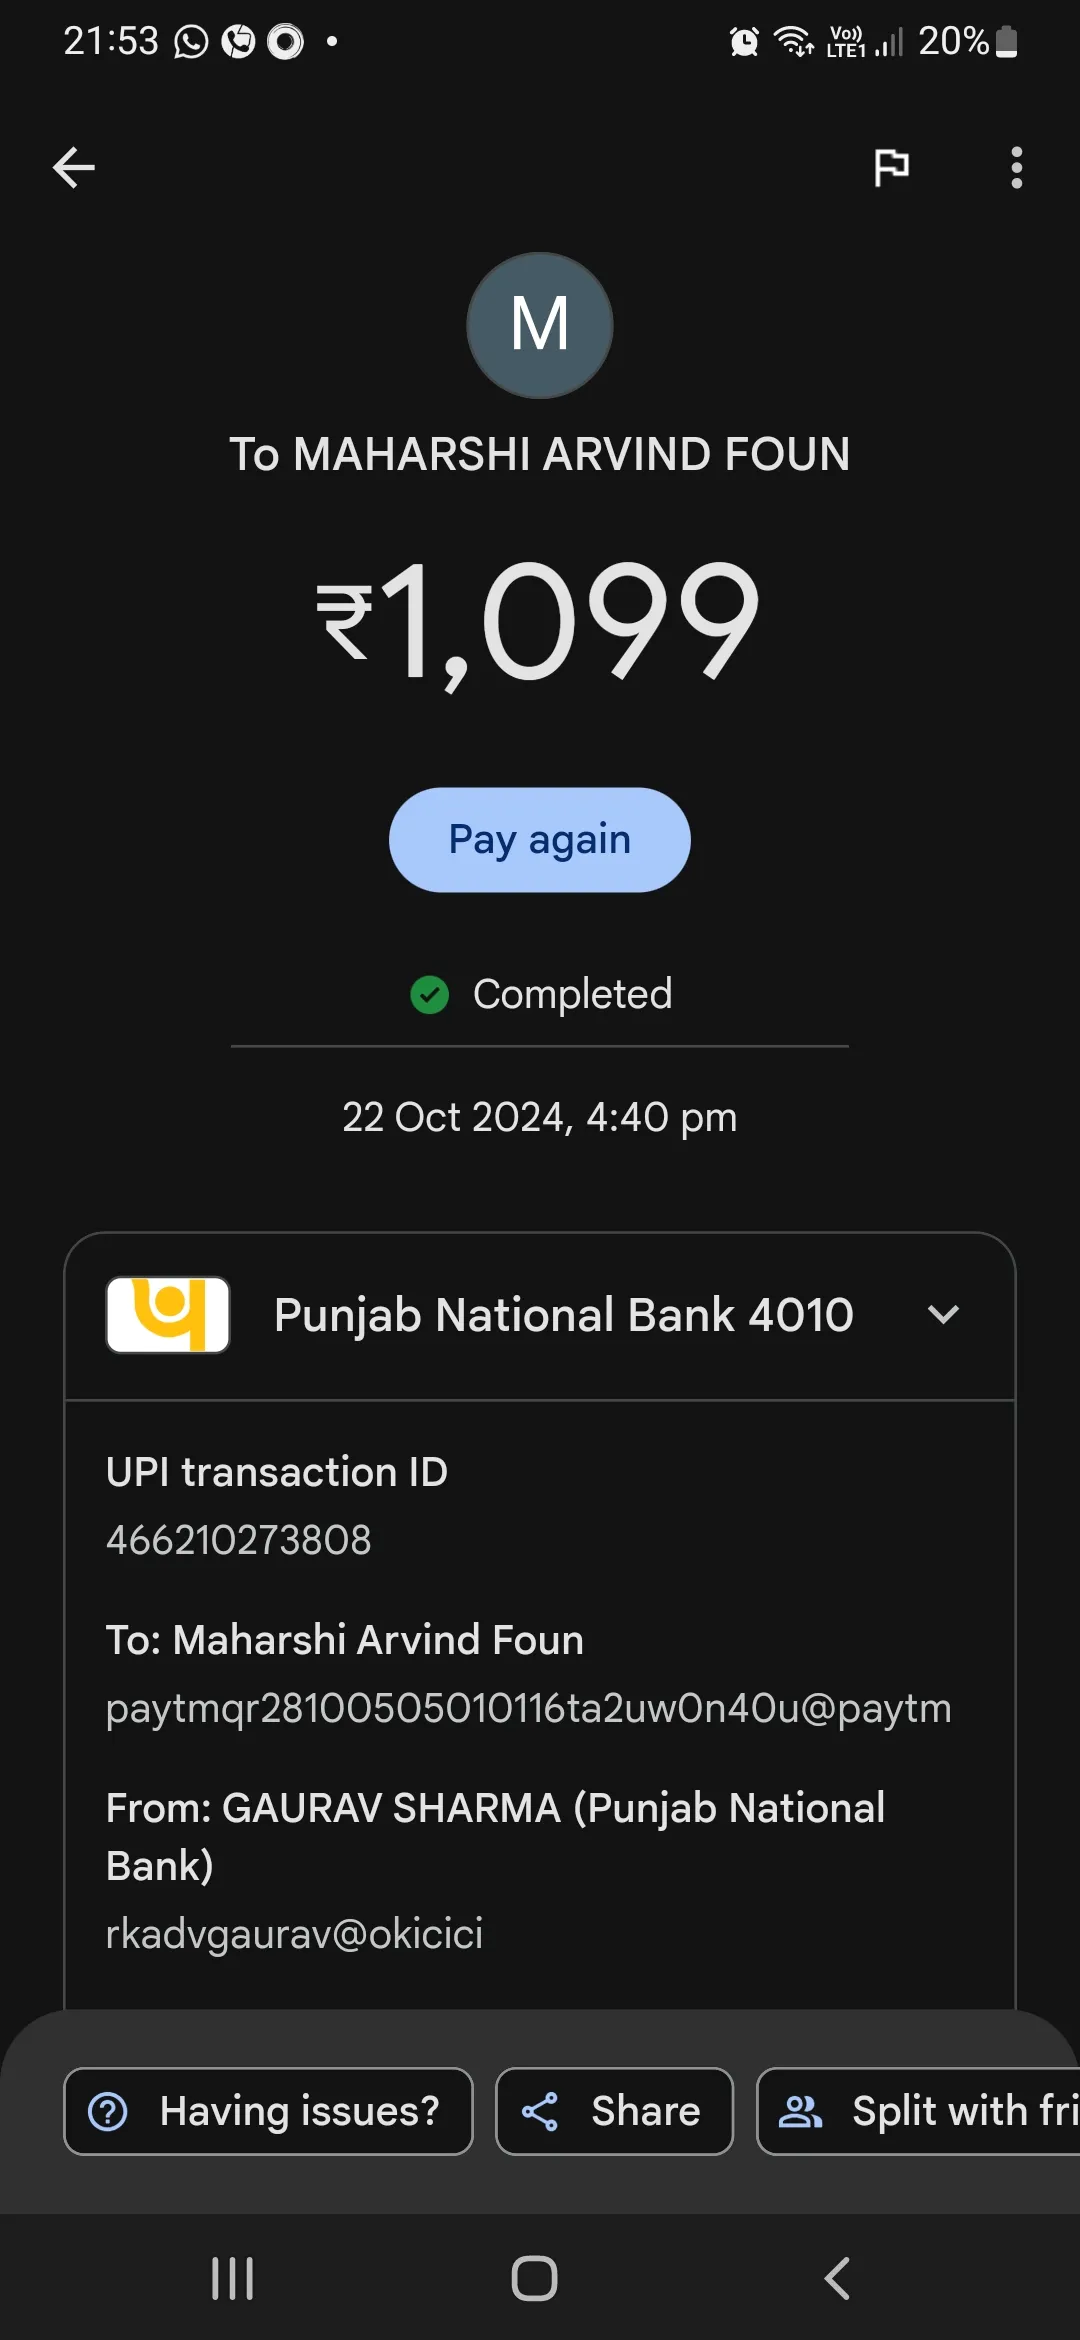 21:53 Vo)) LTE1 20%
M
To MAHARSHI ARVIND FOUN
₹1,099
Pay again
Completed
22 Oct 2024, 4:40 pm
Punjab National Bank 4010
UPI transaction ID
466210273808
To: Maharshi Arvind Foun
paytmqr28100505010116ta2uw0n40u@paytm
From: GAURAV SHARMA (Punjab National
Bank)
rkadvgaurav@okicici
Having issues? Share Split with fri